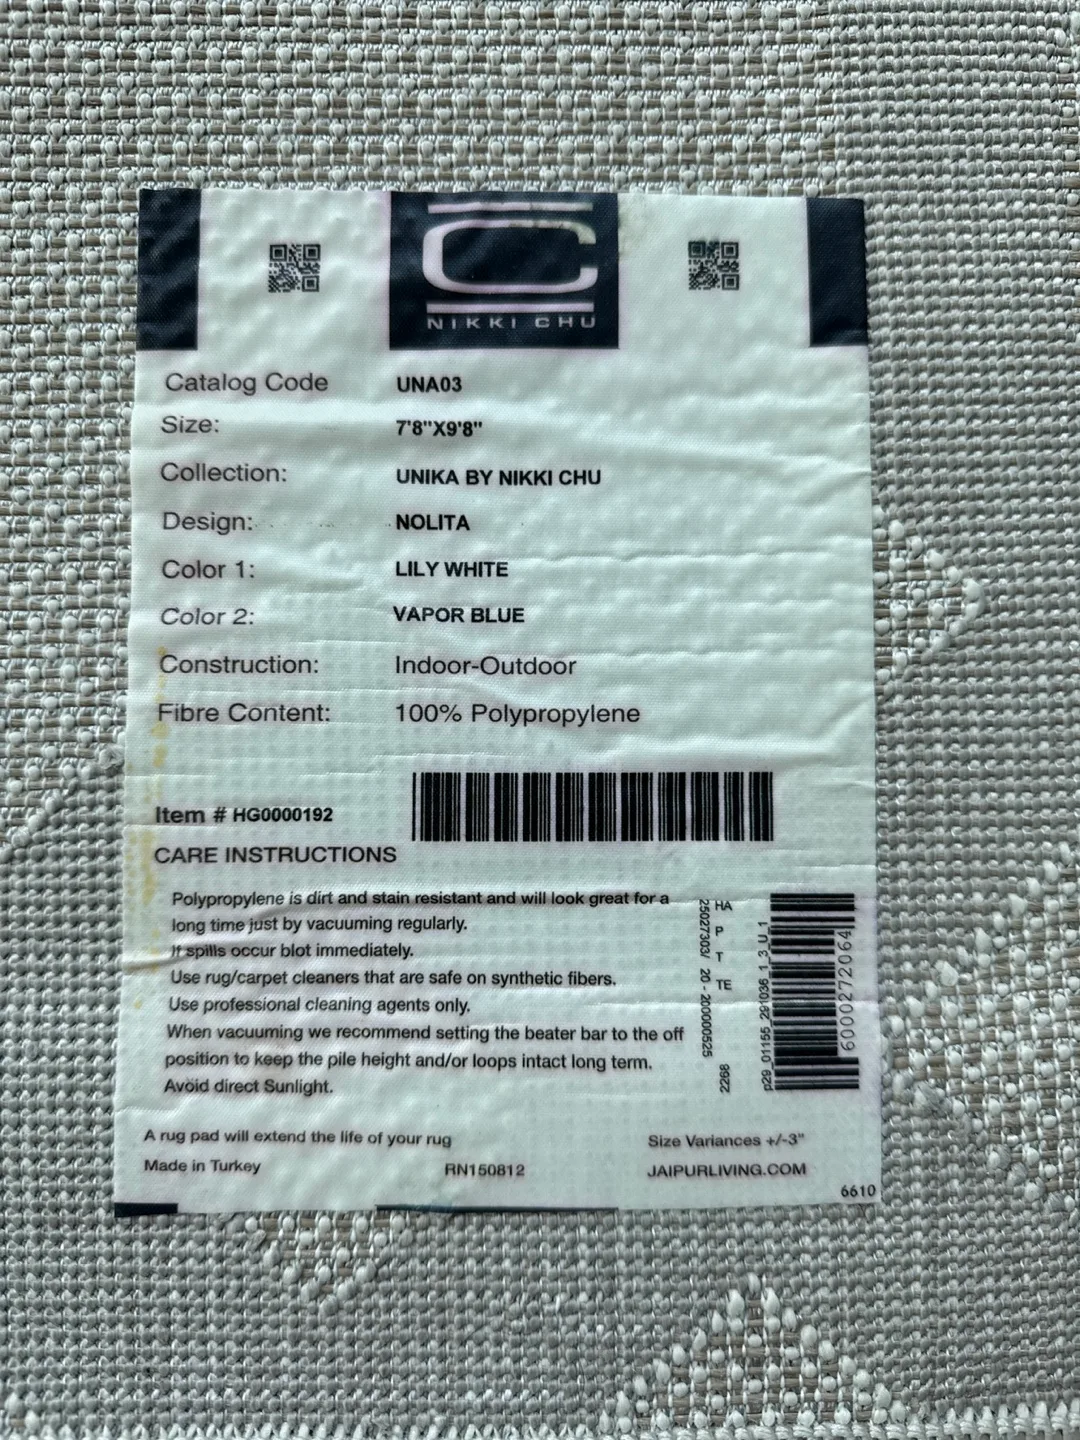 NIKKI CHU
Catalog Code UNA03
Size: 7'8"X9'8"
Collection: UNIKA BY NIKKI CHU
Design: NOLITA
Color 1: LILY WHITE
Color 2: VAPOR BLUE
Construction: Indoor-Outdoor
Fibre Content: 100% Polypropylene
Item # HG0000192
CARE INSTRUCTIONS
Polypropylene is dirt and stain resistant and will look great for a
long time just by vacuuming regularly.
If spills occur blot immediately.
Use rug/carpet cleaners that are safe on synthetic fibers.
Use professional cleaning agents only.
When vacuuming we recommend setting the beater bar to the off
position to keep the pile height and/or loops intact long term.
Avoid direct Sunlight.
HA
P
T
TE
25027303/ 20 - 200000525
2268
p29_01155_291036_1_3_U_1
6000272064
A rug pad will extend the life of your rug
Size Variances +/-3"
Made in Turkey RN150812 JAIPURLIVING.COM
6610